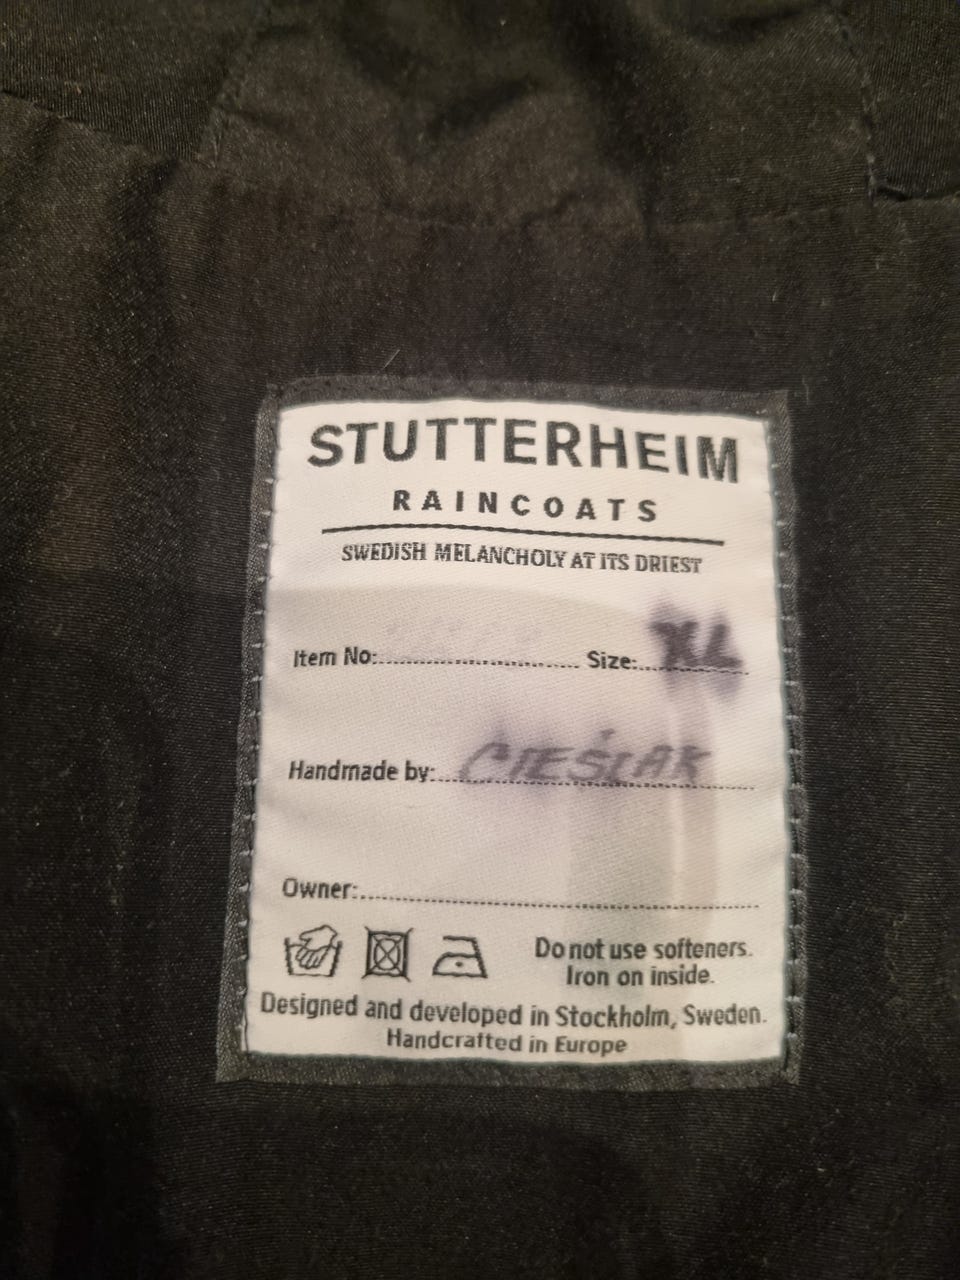 STUTTERHEIM
RAINCOATS
SWEDISH MELANCHOLY AT ITS DRIEST
Item No:
Size: XL
Handmade by: CIEŚLAK
Owner:
Do not use softeners.
Iron on inside.
Designed and developed in Stockholm, Sweden.
Handcrafted in Europe